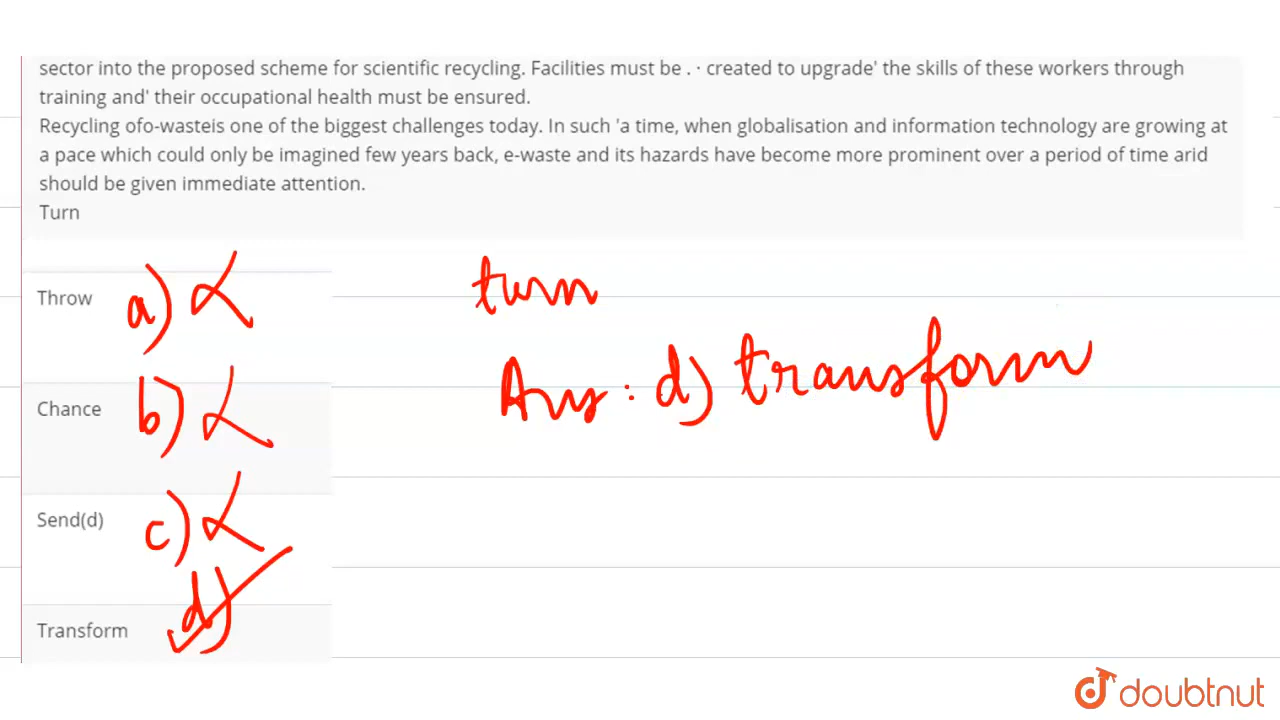 sector into the proposed scheme for scientific recycling. Facilities must be . · created to upgrade' the skills of these workers through
training and' their occupational health must be ensured.
Recycling ofo-wasteis one of the biggest challenges today. In such 'a time, when globalisation and information technology are growing at
a pace which could only be imagined few years back, e-waste and its hazards have become more prominent over a period of time arid
should be given immediate attention.
Turn
turn
Throw a)
Ans: d) transform
Chance b)
Send(d) c)
d)
Transform
doubtnut